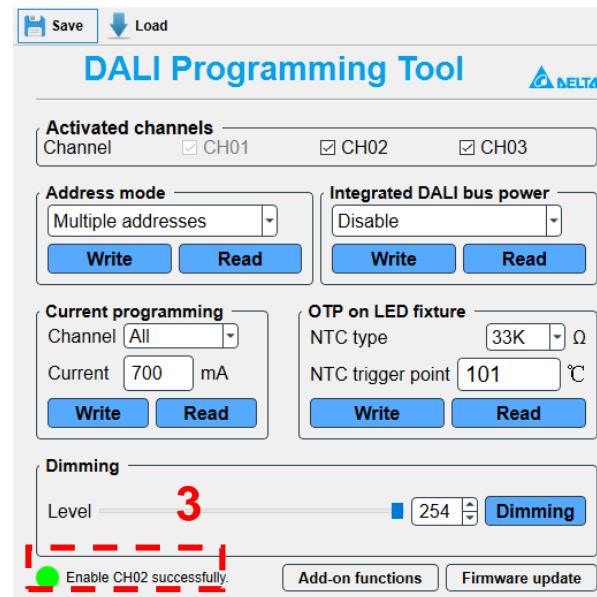 Save Load
DALI Programming Tool
DELTA
Activated channels
Channel CH01 CH02 CH03
Address mode Integrated DALI bus power
Multiple addresses Disable
Write Read Write Read
Current programming OTP on LED fixture
Channel All NTC type 33K Ω
Current 700 mA NTC trigger point 101 ℃
Write Read Write Read
Dimming
Level 3 254 Dimming
Enable CH02 successfully. Add-on functions Firmware update